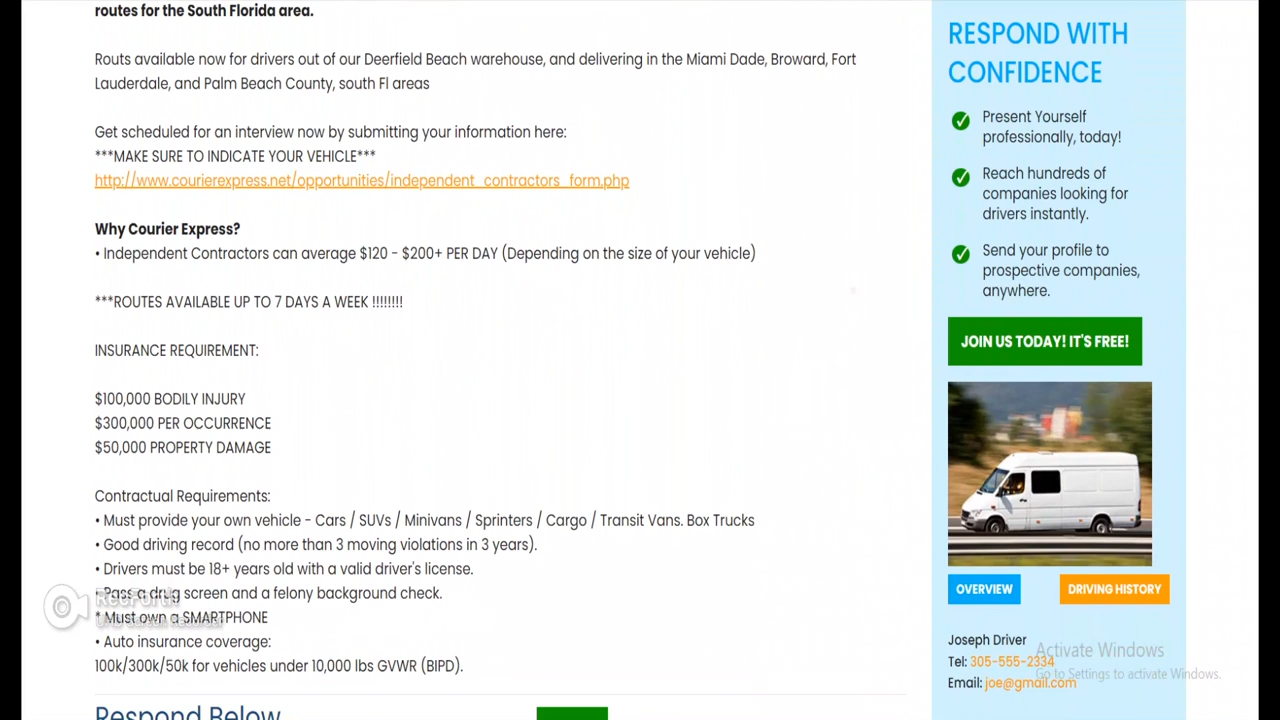 routes for the South Florida area.
Routs available now for drivers out of our Deerfield Beach warehouse, and delivering in the Miami Dade, Broward, Fort
Lauderdale, and Palm Beach County, south Fl areas
Get scheduled for an interview now by submitting your information here:
***MAKE SURE TO INDICATE YOUR VEHICLE***
http://www.courierexpress.net/opportunities/independent_contractors_form.php
Why Courier Express?
• Independent Contractors can average $120 - $200+ PER DAY (Depending on the size of your vehicle)
***ROUTES AVAILABLE UP TO 7 DAYS A WEEK !!!!!!!!
INSURANCE REQUIREMENT:
$100,000 BODILY INJURY
$300,000 PER OCCURRENCE
$50,000 PROPERTY DAMAGE
Contractual Requirements:
• Must provide your own vehicle - Cars / SUVs / Minivans / Sprinters / Cargo / Transit Vans. Box Trucks
• Good driving record (no more than 3 moving violations in 3 years).
• Drivers must be 18+ years old with a valid driver's license.
• Pass a drug screen and a felony background check.
* Must own a SMARTPHONE
• Auto insurance coverage:
100k/300k/50k for vehicles under 10,000 lbs GVWR (BIPD).
Respond Below
RESPOND WITH
CONFIDENCE
Present Yourself
professionally, today!
Reach hundreds of
companies looking for
drivers instantly.
Send your profile to
prospective companies,
anywhere.
JOIN US TODAY! IT'S FREE!
OVERVIEW
DRIVING HISTORY
Joseph Driver
Tel: 305-555-2334
Email: joe@gmail.com
Activate Windows
Go to Settings to activate Windows.